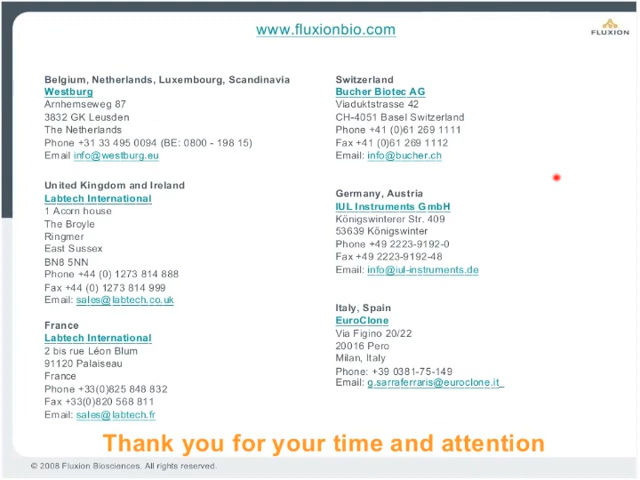 www.fluxionbio.com
FLUXION
Belgium, Netherlands, Luxembourg, Scandinavia
Westburg
Arnhemseweg 87
3832 GK Leusden
The Netherlands
Phone +31 33 495 0094 (BE: 0800 - 198 15)
Email info@westburg.eu
United Kingdom and Ireland
Labtech International
1 Acorn house
The Broyle
Ringmer
East Sussex
BN8 5NN
Phone +44 (0) 1273 814 888
Fax +44 (0) 1273 814 999
Email: sales@labtech.co.uk
France
Labtech International
2 bis rue Léon Blum
91120 Palaiseau
France
Phone +33(0)825 848 832
Fax +33(0)820 568 811
Email: sales@labtech.fr
Switzerland
Bucher Biotec AG
Viaduktstrasse 42
CH-4051 Basel Switzerland
Phone +41 (0)61 269 1111
Fax +41 (0)61 269 1112
Email: info@bucher.ch
Germany, Austria
IUL Instruments GmbH
Königswinterer Str. 409
53639 Königswinter
Phone +49 2223-9192-0
Fax +49 2223-9192-48
Email: info@iul-instruments.de
Italy, Spain
EuroClone
Via Figino 20/22
20016 Pero
Milan, Italy
Phone: +39 0381-75-149
Email: g.sarraferraris@euroclone.it_
Thank you for your time and attention
© 2008 Fluxion Biosciences. All rights reserved.